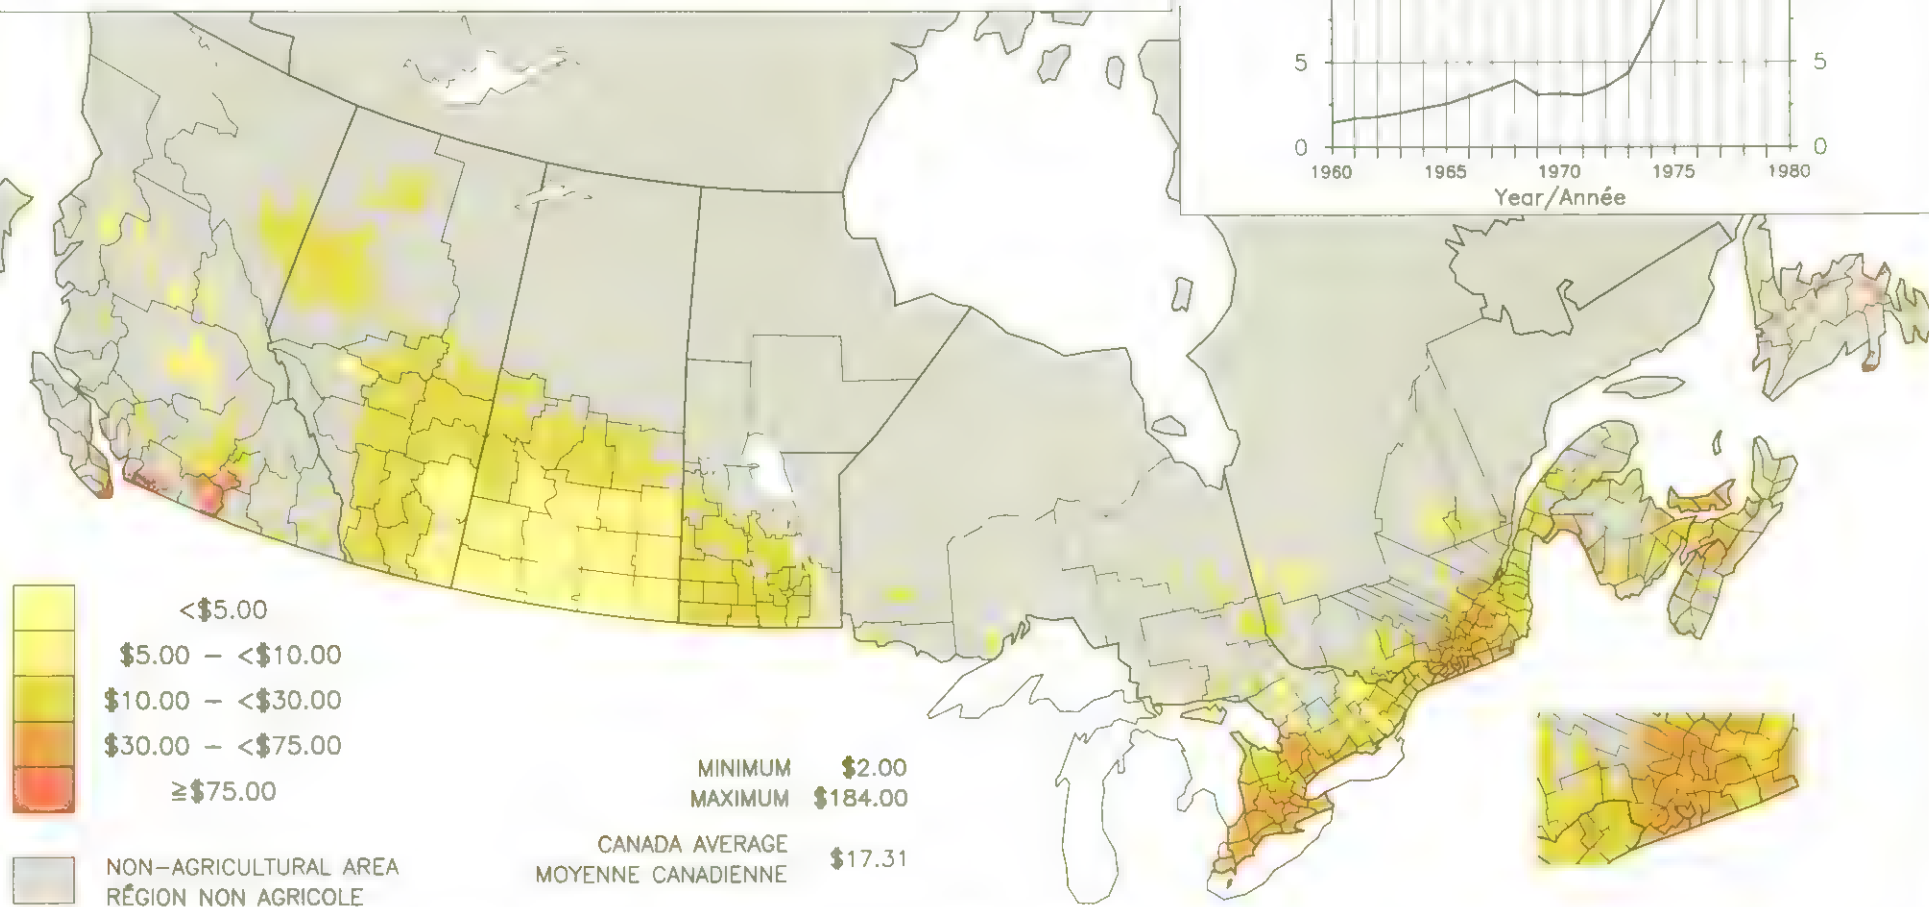 5 5
0 0
1960 1965 1970 1975 1980
Year/Année
<$5.00
$5.00 – <$10.00
$10.00 – <$30.00
$30.00 – <$75.00
≥$75.00
NON-AGRICULTURAL AREA
RÉGION NON AGRICOLE
MINIMUM $2.00
MAXIMUM $184.00
CANADA AVERAGE
MOYENNE CANADIENNE $17.31